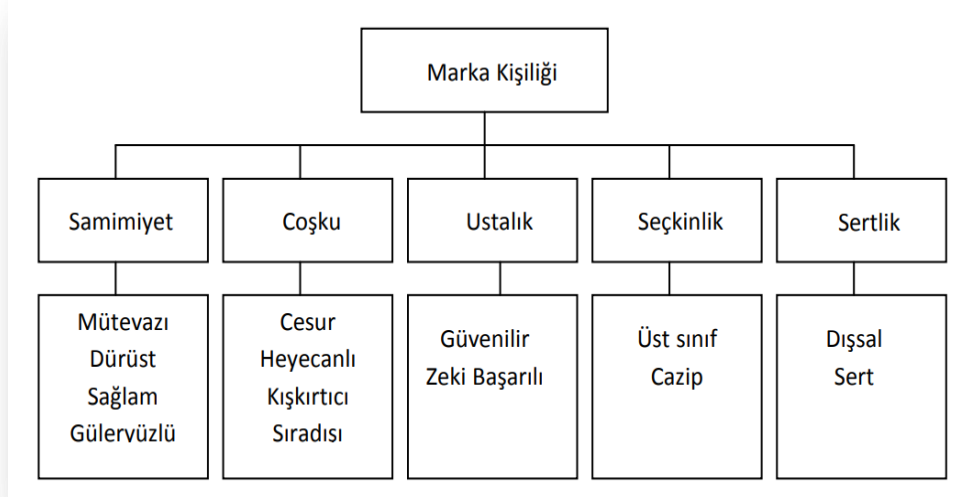 Marka Kişiliği
Samimiyet
Coşku
Ustalık
Seçkinlik
Sertlik
Mütevazı
Dürüst
Sağlam
Gülervüzlü
Cesur
Heyecanlı
Kışkırtıcı
Sıradısı
Güvenilir
Zeki Başarılı
Üst sınıf
Cazip
Dışsal
Sert